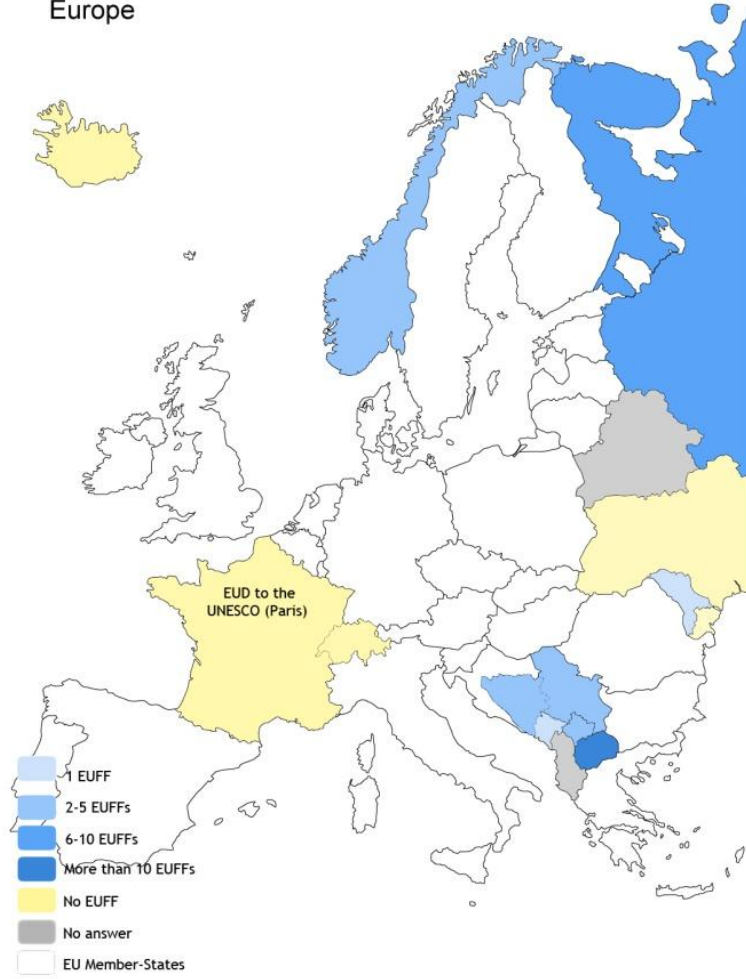 Europe
EUD to the
UNESCO (Paris)
1 EUFF
2-5 EUFFs
6-10 EUFFs
More than 10 EUFFs
No EUFF
No answer
EU Member-States